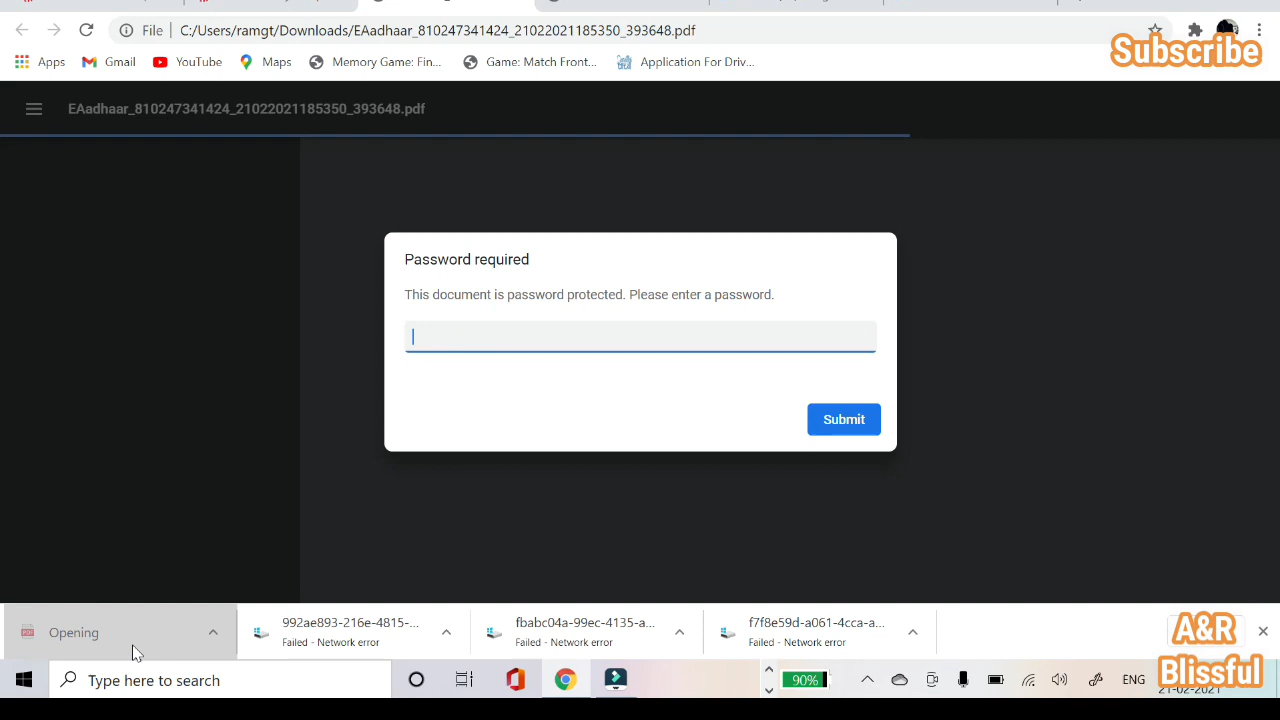 File
C:/Users/ramgt/Downloads/EAadhaar_810247341424_21022021185350_393648.pdf
Subscribe
Apps
Gmail
YouTube
Maps
Memory Game: Fin...
Game: Match Front...
Application For Driv...
EAadhaar_810247341424_21022021185350_393648.pdf
Password required
This document is password protected. Please enter a password.
Submit
Opening
992ae893-216e-4815-...
Failed - Network error
fbabc04a-99ec-4135-a...
Failed - Network error
f7f8e59d-a061-4cca-a...
Failed - Network error
A&R
Blissful
Type here to search
90%
ENG
21-02-2021